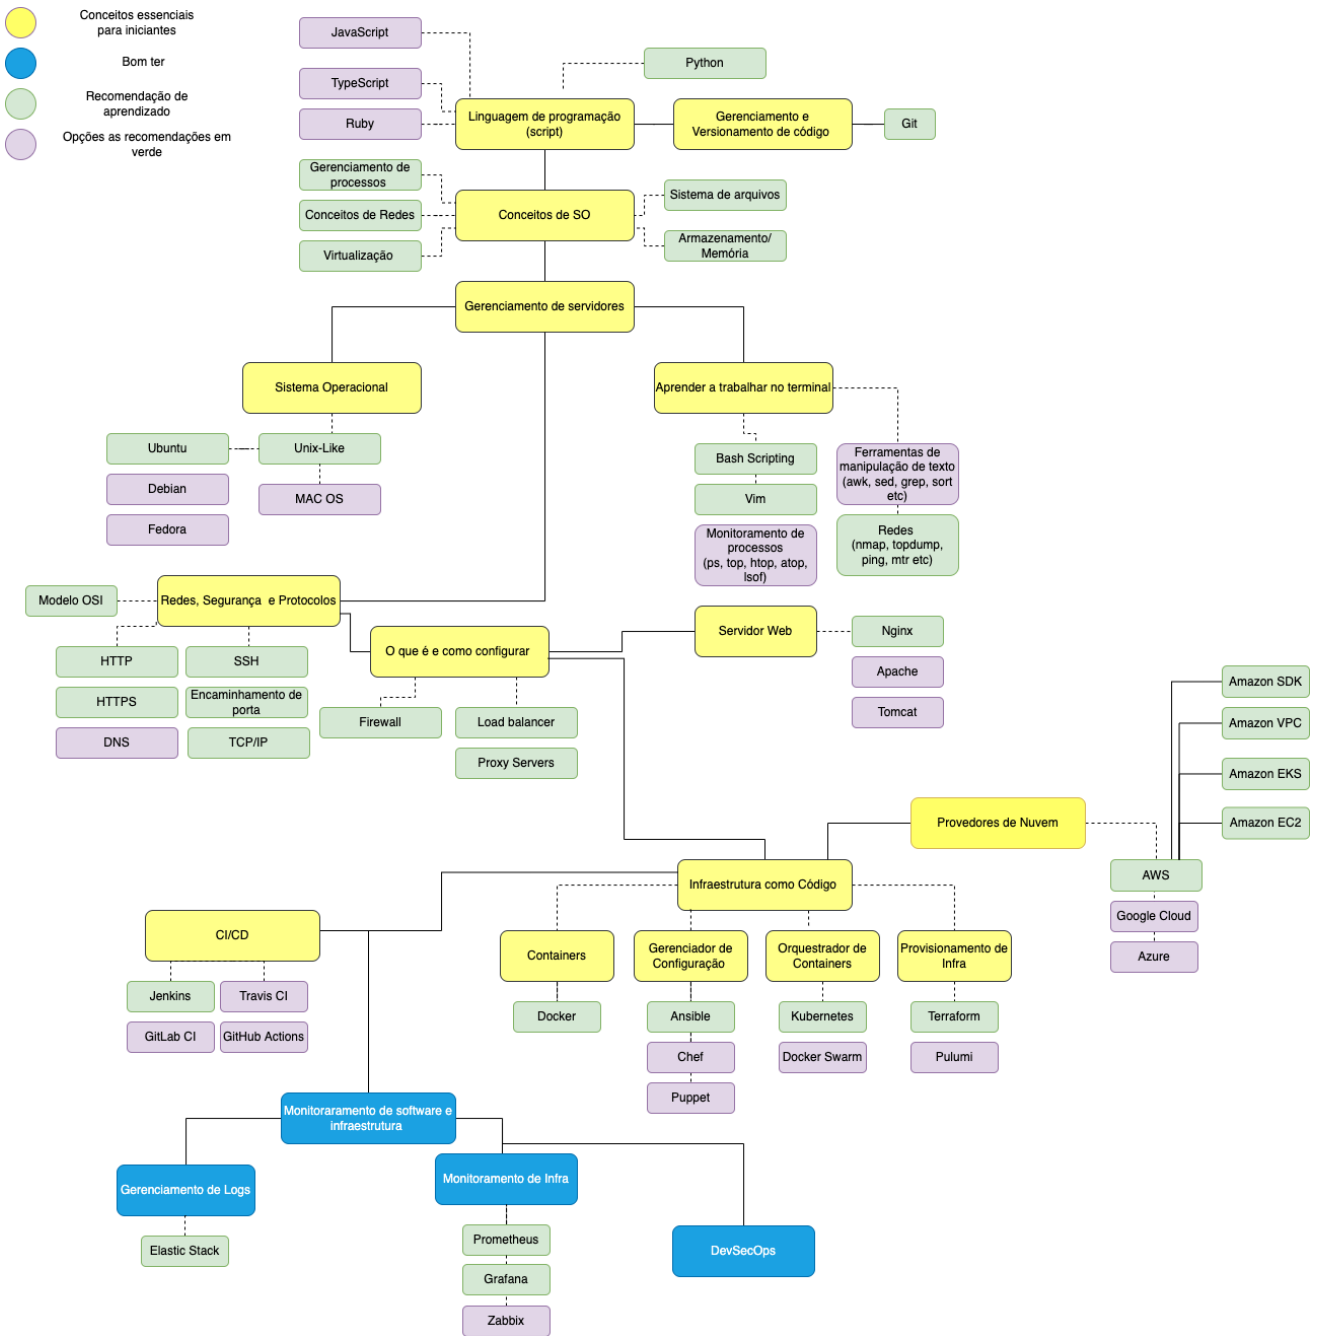 Conceitos essenciais
para iniciantes
Bom ter
Recomendação de
aprendizado
Opções as recomendações em
verde
JavaScript
TypeScript
Ruby
Python
Linguagem de programação
(script)
Gerenciamento e
Versionamento de código
Git
Gerenciamento de
processos
Conceitos de Redes
Virtualização
Conceitos de SO
Sistema de arquivos
Armazenamento/
Memória
Gerenciamento de servidores
Sistema Operacional
Aprender a trabalhar no terminal
Ubuntu
Unix-Like
Debian
MAC OS
Fedora
Bash Scripting
Vim
Monitoramento de
processos
(ps, top, htop, atop,
lsof)
Ferramentas de
manipulação de texto
(awk, sed, grep, sort
etc)
Redes
(nmap, topdump,
ping, mtr etc)
Modelo OSI
Redes, Segurança e Protocolos
HTTP
SSH
HTTPS
Encaminhamento de
porta
DNS
TCP/IP
O que é e como configurar
Firewall
Load balancer
Proxy Servers
Servidor Web
Nginx
Apache
Tomcat
Amazon SDK
Amazon VPC
Amazon EKS
Amazon EC2
Provedores de Nuvem
AWS
Google Cloud
Azure
Infraestrutura como Código
CI/CD
Jenkins
Travis CI
GitLab CI
GitHub Actions
Containers
Docker
Gerenciador de
Configuração
Ansible
Chef
Puppet
Orquestrador de
Containers
Kubernetes
Docker Swarm
Provisionamento de
Infra
Terraform
Pulumi
Monitoraramento de software e
infraestrutura
Gerenciamento de Logs
Elastic Stack
Monitoramento de Infra
Prometheus
Grafana
Zabbix
DevSecOps